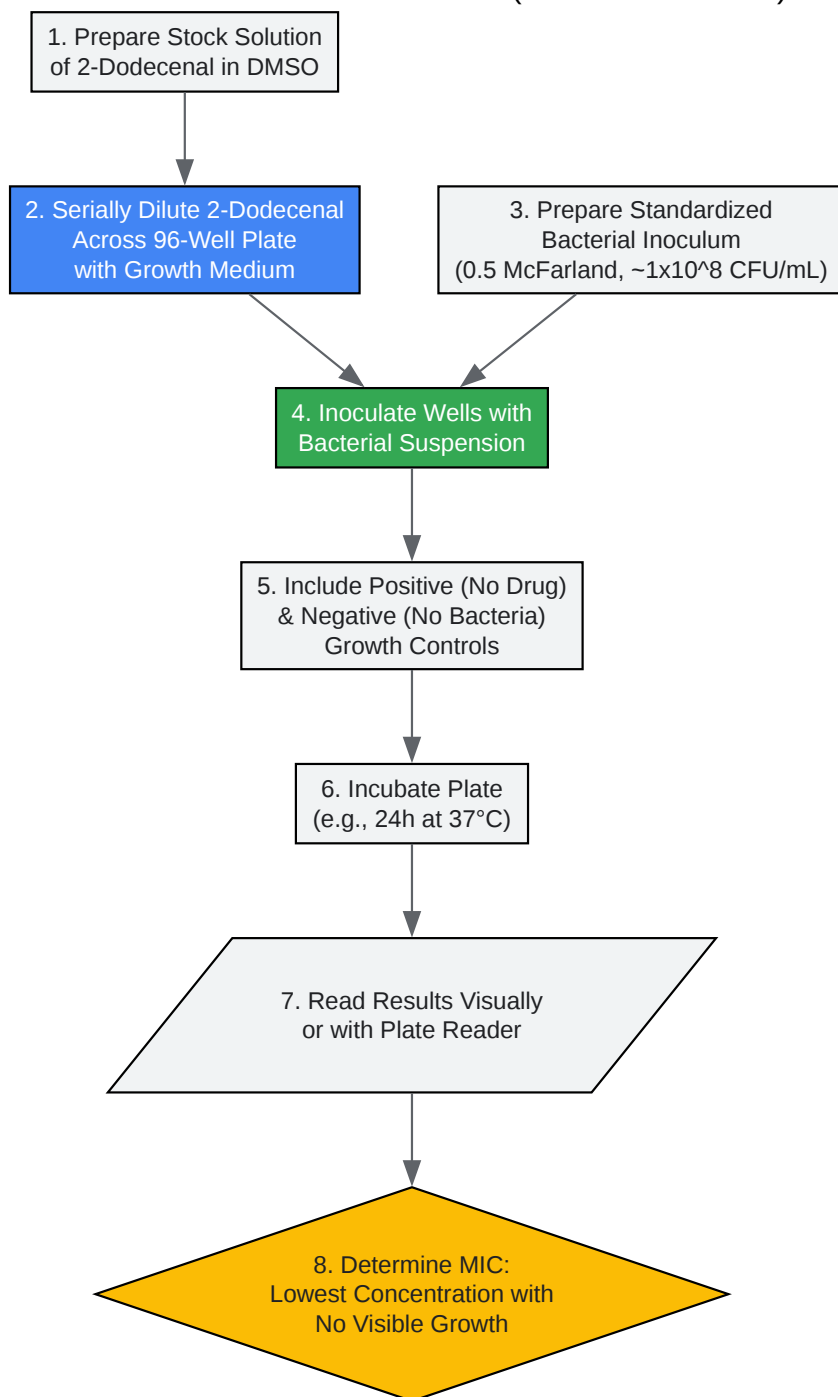 1. Prepare Stock Solution
of 2-Dodecenal in DMSO
2. Serially Dilute 2-Dodecenal
Across 96-Well Plate
with Growth Medium
3. Prepare Standardized
Bacterial Inoculum
(0.5 McFarland, ~1x10^8 CFU/mL)
4. Inoculate Wells with
Bacterial Suspension
5. Include Positive (No Drug)
& Negative (No Bacteria)
Growth Controls
6. Incubate Plate
(e.g., 24h at 37°C)
7. Read Results Visually
or with Plate Reader
8. Determine MIC:
Lowest Concentration with
No Visible Growth